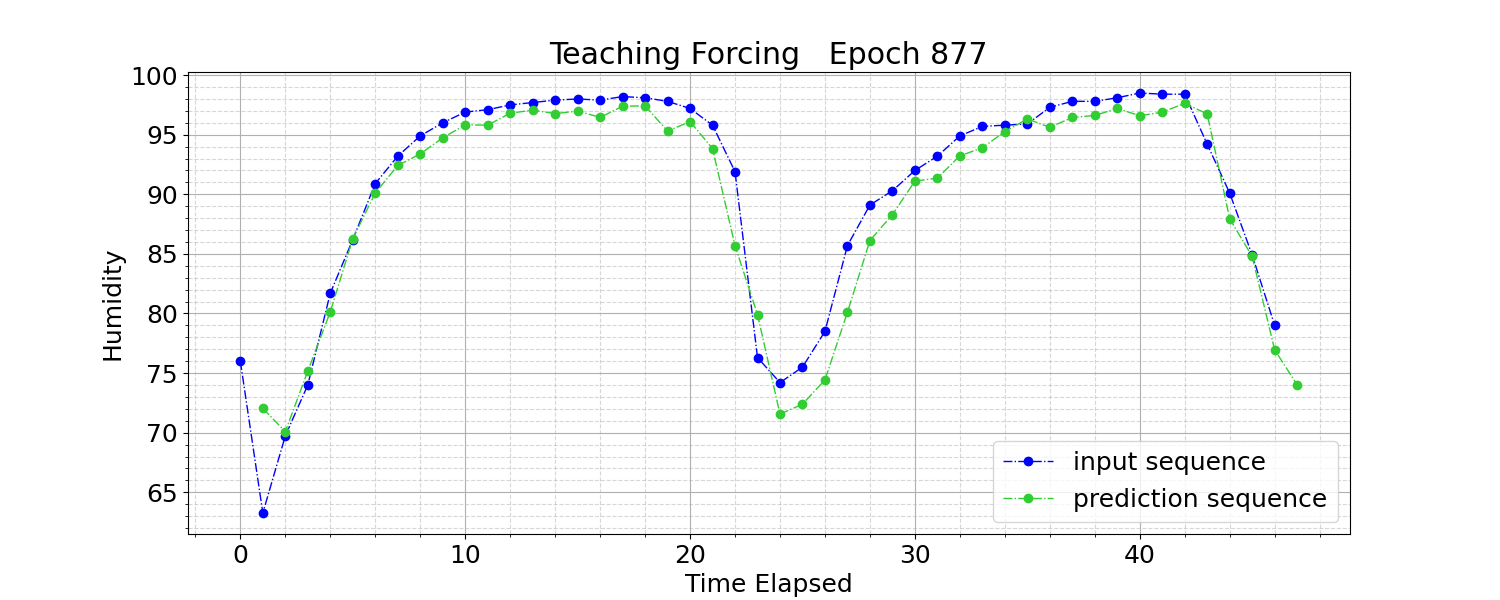 Teaching Forcing   Epoch 877
100
95
90
85
80
75
70
65
Humidity
input sequence
prediction sequence
0 10 20 30 40
Time Elapsed